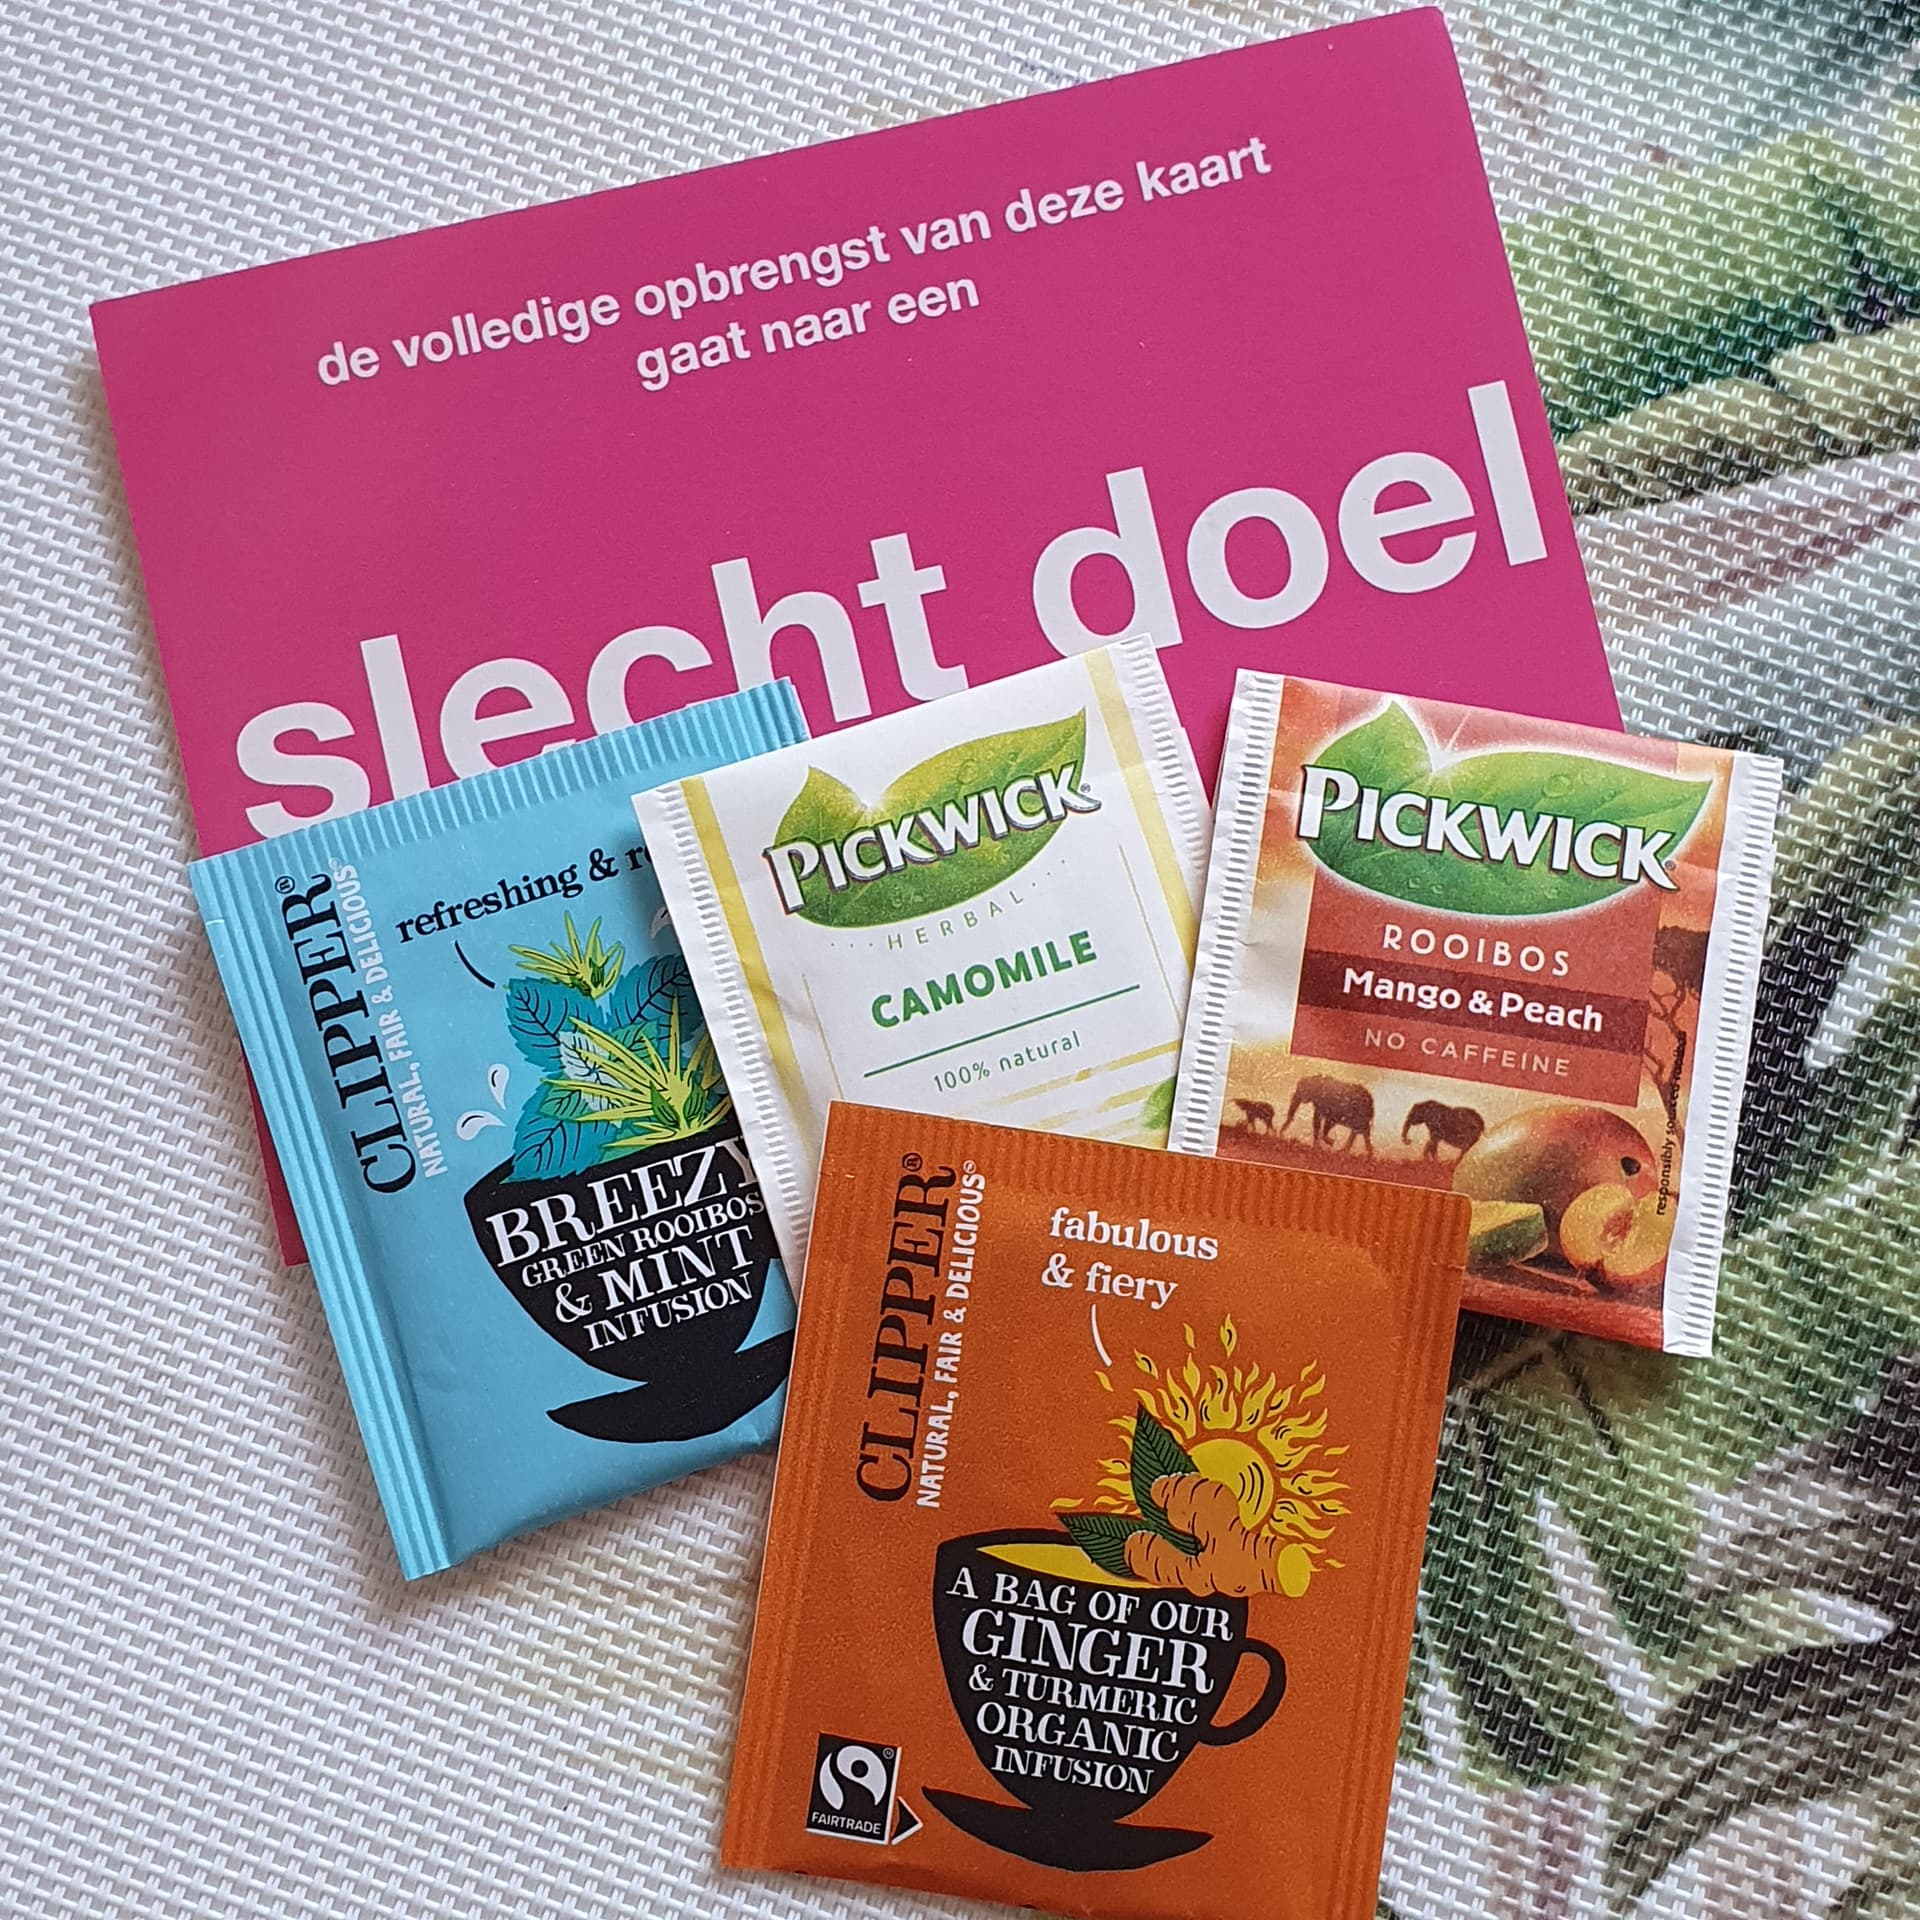 de volledige opbrengst van deze kaart
gaat naar een
slecht doel
CLIPPER®
NATURAL, FAIR & DELICIOUS®
refreshing &
BREEZY
GREEN ROOIBOS
& MINT
INFUSION
PICKWICK®
HERBAL
CAMOMILE
100% natural
PICKWICK®
ROOIBOS
Mango & Peach
NO CAFFEINE
responsibly sourced rooibos
CLIPPER®
NATURAL, FAIR & DELICIOUS®
fabulous
& fiery
A BAG OF OUR
GINGER
& TURMERIC
ORGANIC
INFUSION
FAIRTRADE